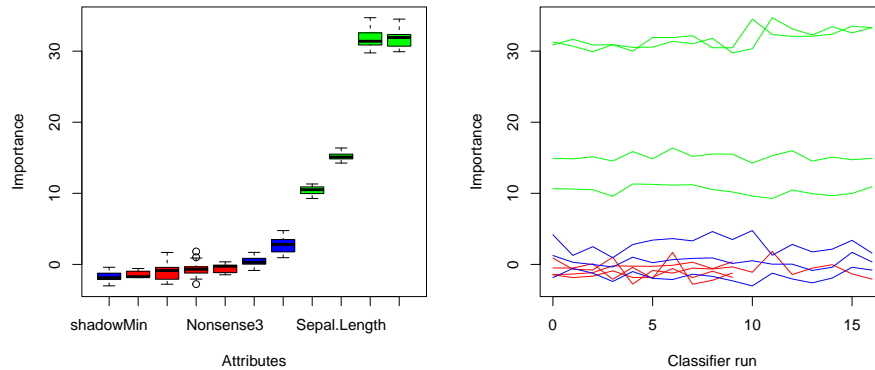 Importance
30
20
10
0
shadowMin
Nonsense3
Sepal.Length
Attributes
Importance
30
20
10
0
0
5
10
15
Classifier run